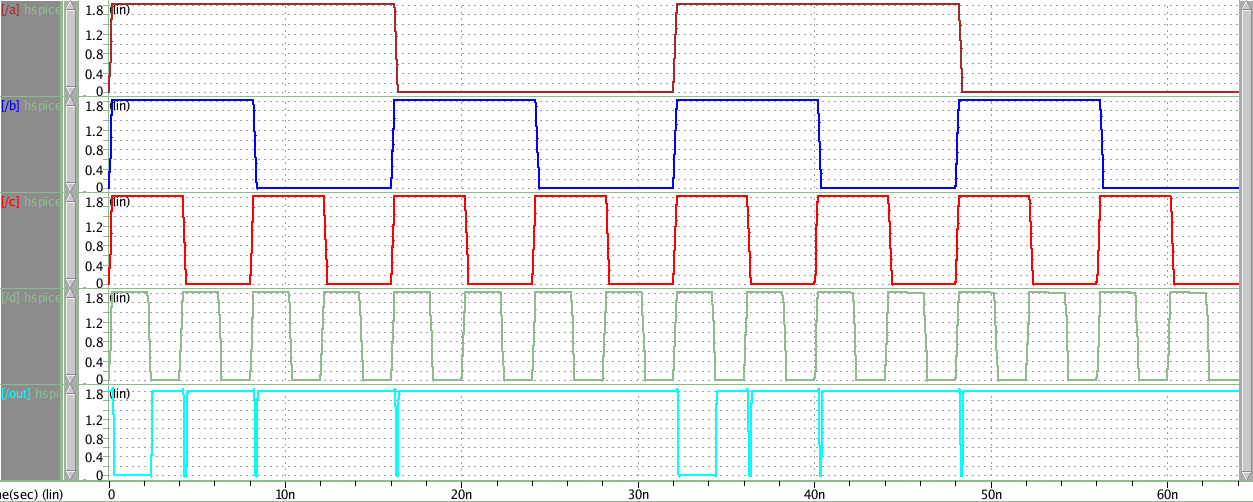 [/a] hspice
1.8 (lin)
1.2
0.8
0.4
0
[/b] hspice
1.8 (lin)
1.2
0.8
0.4
0
[/c] hspice
1.8 (lin)
1.2
0.8
0.4
0
[/d] hspice
1.8 (lin)
1.2
0.8
0.4
0
[/out] hspi
1.8 (lin)
1.2
0.8
0.4
0
ne(sec) (lin) 0 10n 20n 30n 40n 50n 60n